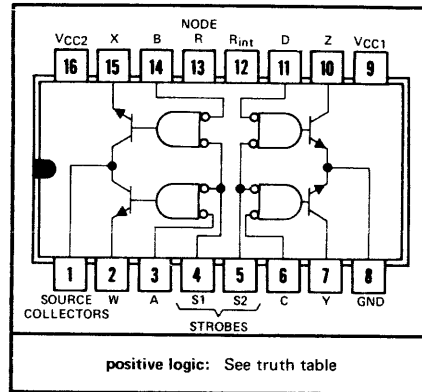 NODE
VCC2 X B R Rint D Z VCC1
16 15 14 13 12 11 10 9
1 2 3 4 5 6 7 8
SOURCE COLLECTORS W A S1 S2 C Y GND
STROBES
positive logic: See truth table